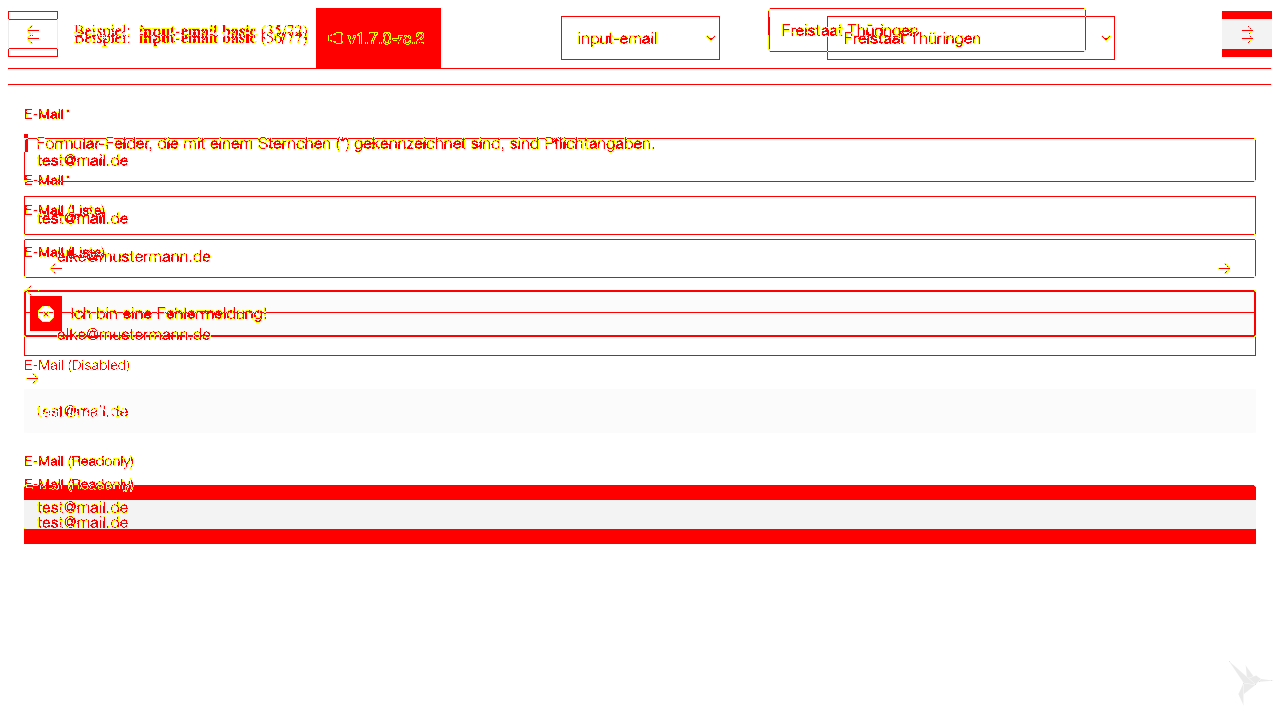 Beispiel: input-email basic (35/77)
Beispiel: input-email basic
v1.7.0-rc.2
input-email
Freistaat Thüringen
Freistaat Thüringen
E-Mail*
Formular-Felder, die mit einem Sternchen (*) gekennzeichnet sind, sind Pflichtangaben.
test@mail.de
E-Mail*
E-Mail (Liste)
test@mail.de
E-Mail (Liste)
elke@mustermann.de
Ich bin eine Fehlermeldung!
elke@mustermann.de
E-Mail (Disabled)
test@mail.de
E-Mail (Readonly)
E-Mail (Readonly)
test@mail.de
test@mail.de